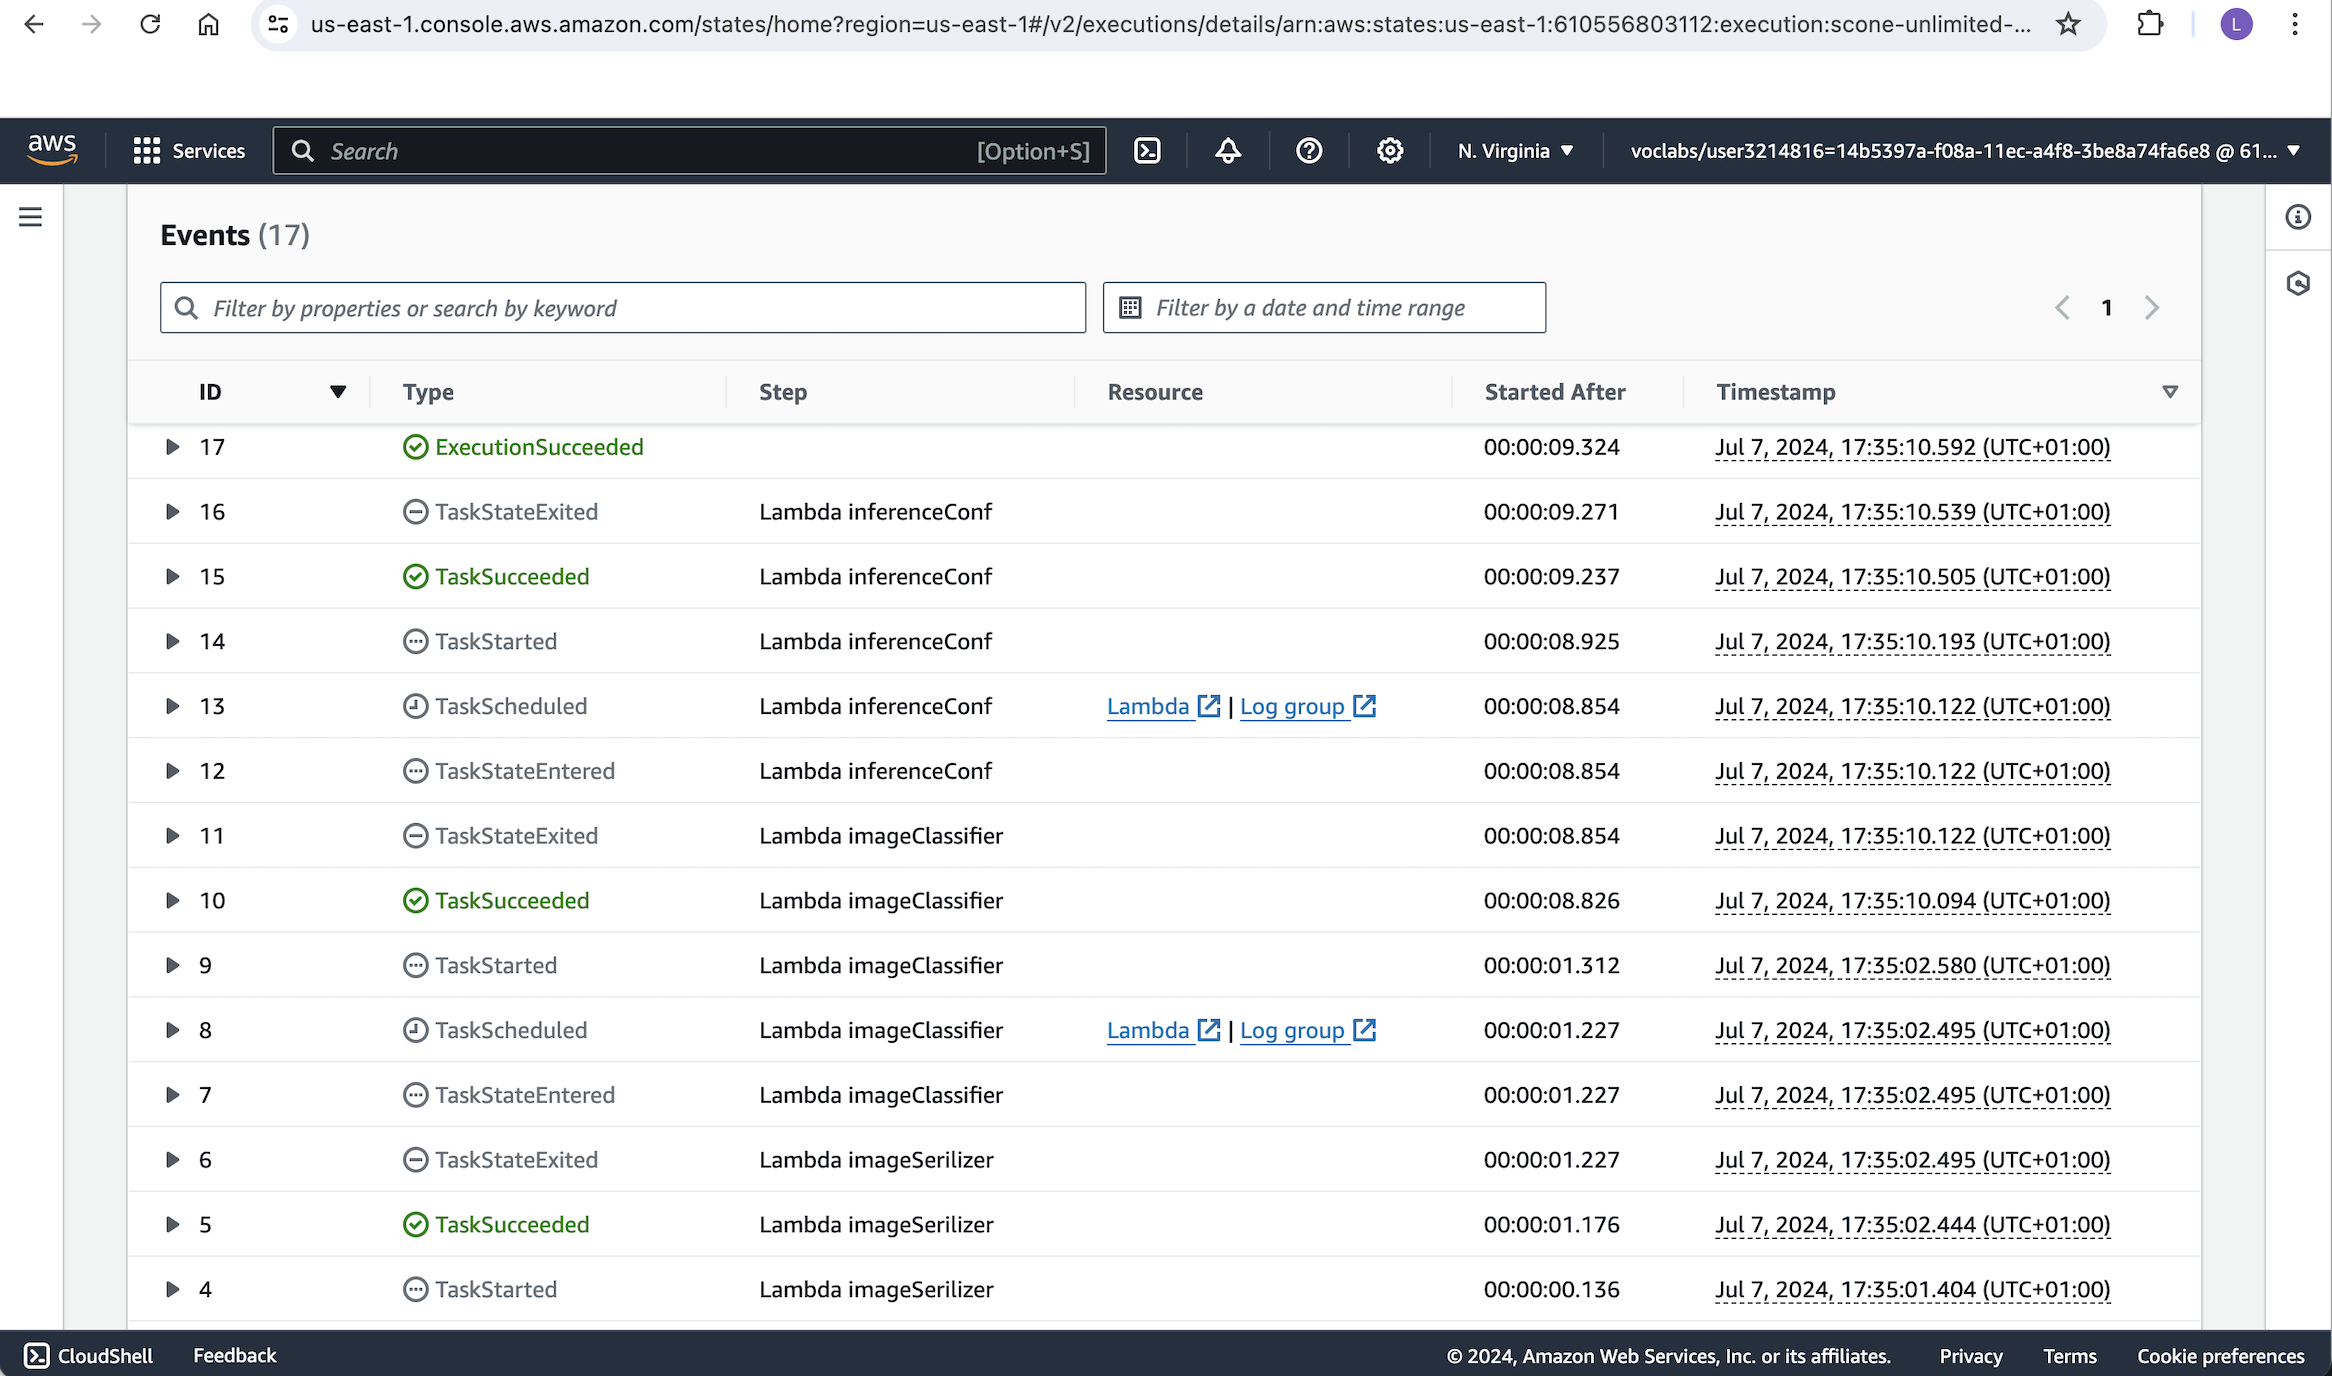 us-east-1.console.aws.amazon.com/states/home?region=us-east-1#/v2/executions/details/arn:aws:states:us-east-1:610556803112:execution:scone-unlimited-... L
aws Services Search [Option+S] N. Virginia voclabs/user3214816=14b5397a-f08a-11ec-a4f8-3be8a74fa6e8 @ 61...
Events (17)
Filter by properties or search by keyword Filter by a date and time range 1
ID Type Step Resource Started After Timestamp
17 ExecutionSucceeded 00:00:09.324 Jul 7, 2024, 17:35:10.592 (UTC+01:00)
16 TaskStateExited Lambda inferenceConf 00:00:09.271 Jul 7, 2024, 17:35:10.539 (UTC+01:00)
15 TaskSucceeded Lambda inferenceConf 00:00:09.237 Jul 7, 2024, 17:35:10.505 (UTC+01:00)
14 TaskStarted Lambda inferenceConf 00:00:08.925 Jul 7, 2024, 17:35:10.193 (UTC+01:00)
13 TaskScheduled Lambda inferenceConf Lambda | Log group 00:00:08.854 Jul 7, 2024, 17:35:10.122 (UTC+01:00)
12 TaskStateEntered Lambda inferenceConf 00:00:08.854 Jul 7, 2024, 17:35:10.122 (UTC+01:00)
11 TaskStateExited Lambda imageClassifier 00:00:08.854 Jul 7, 2024, 17:35:10.122 (UTC+01:00)
10 TaskSucceeded Lambda imageClassifier 00:00:08.826 Jul 7, 2024, 17:35:10.094 (UTC+01:00)
9 TaskStarted Lambda imageClassifier 00:00:01.312 Jul 7, 2024, 17:35:02.580 (UTC+01:00)
8 TaskScheduled Lambda imageClassifier Lambda | Log group 00:00:01.227 Jul 7, 2024, 17:35:02.495 (UTC+01:00)
7 TaskStateEntered Lambda imageClassifier 00:00:01.227 Jul 7, 2024, 17:35:02.495 (UTC+01:00)
6 TaskStateExited Lambda imageSerilizer 00:00:01.227 Jul 7, 2024, 17:35:02.495 (UTC+01:00)
5 TaskSucceeded Lambda imageSerilizer 00:00:01.176 Jul 7, 2024, 17:35:02.444 (UTC+01:00)
4 TaskStarted Lambda imageSerilizer 00:00:00.136 Jul 7, 2024, 17:35:01.404 (UTC+01:00)
CloudShell Feedback © 2024, Amazon Web Services, Inc. or its affiliates. Privacy Terms Cookie preferences